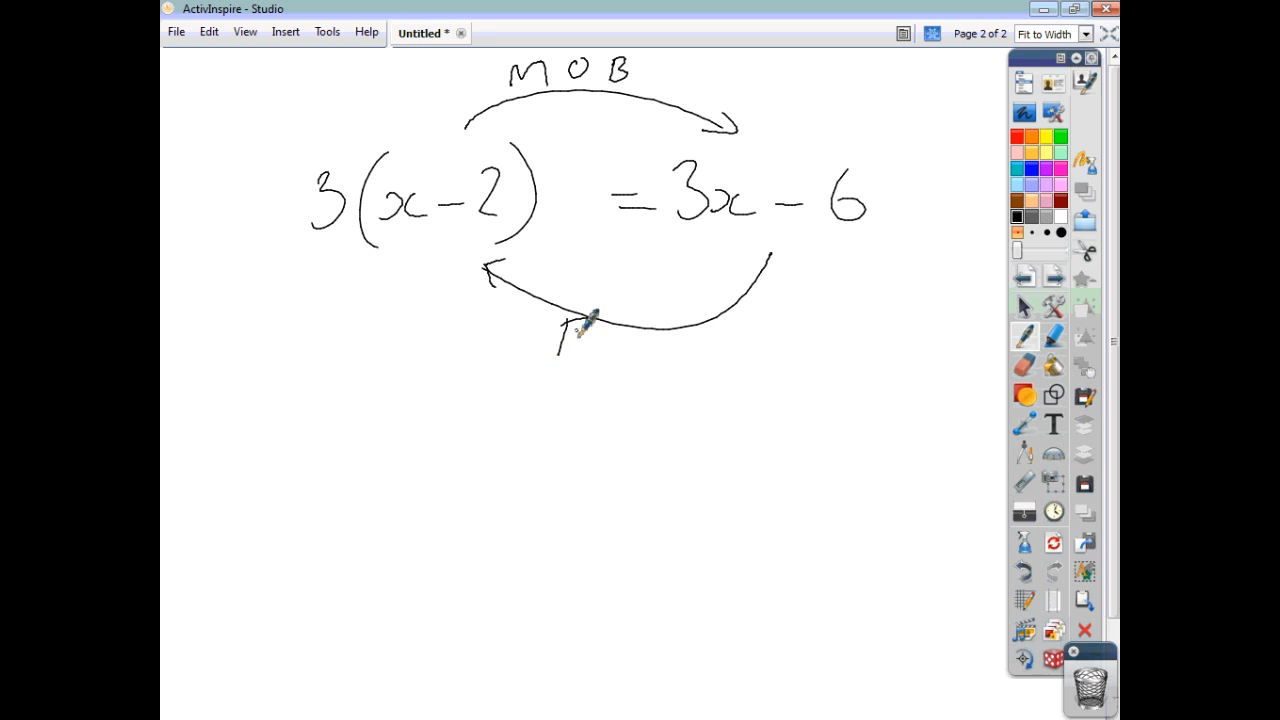 ActivInspire - Studio
File Edit View Insert Tools Help Untitled * Page 2 of 2 Fit to Width
M O B
3(x - 2) = 3x - 6